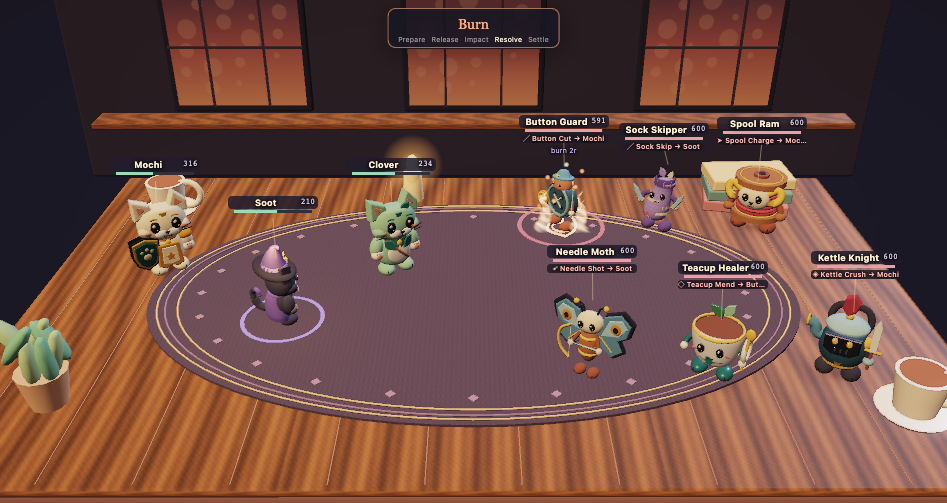 Burn
Prepare Release Impact Resolve Settle
Button Guard 591
Button Cut → Mochi
burn 2r
Sock Skipper 600
Sock Skip → Soot
Spool Ram 600
Spool Charge → Moc...
Mochi 316
Clover 234
Soot 210
Needle Moth 600
Needle Shot → Soot
Teacup Healer 600
Teacup Mend → But...
Kettle Knight 600
Kettle Crush → Mochi